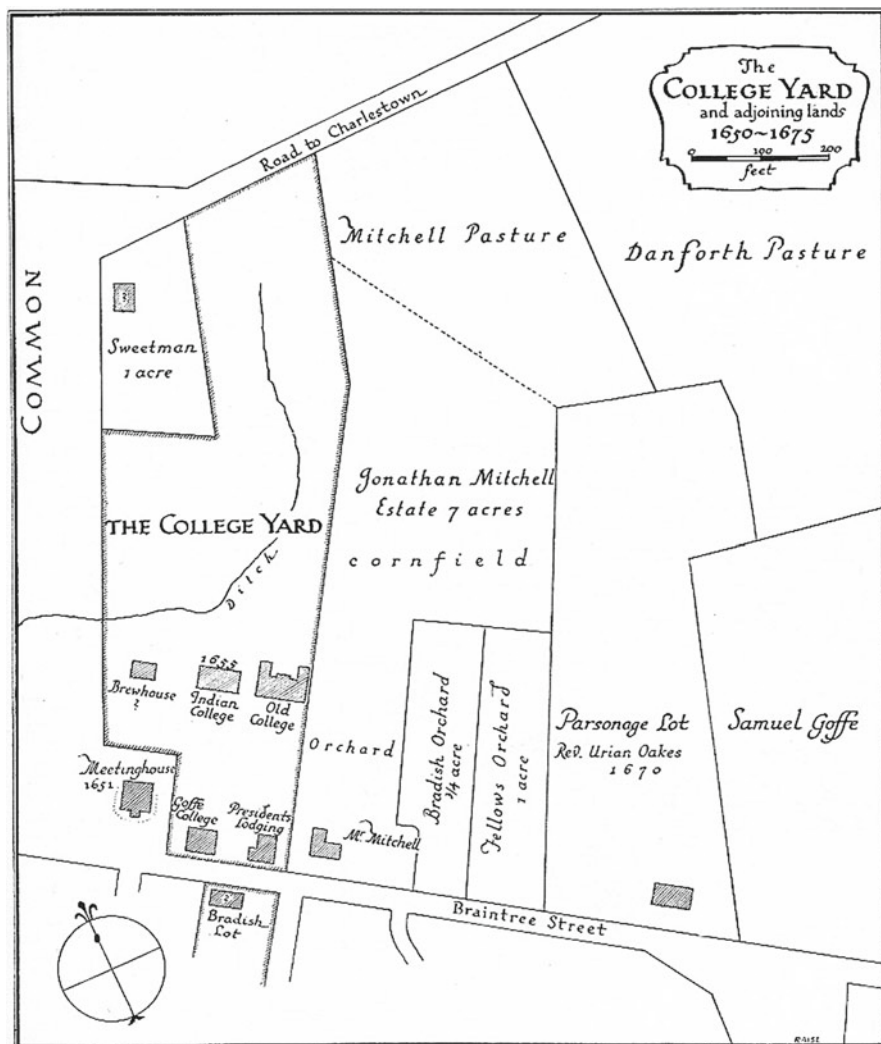 The
COLLEGE YARD
and adjoining lands
1650~1675
0 100 200
feet
Road to Charlestown
Mitchell Pasture
Danforth Pasture
COMMON
?
Sweetman
1 acre
Jonathan Mitchell
Estate 7 acres
cornfield
THE COLLEGE YARD
Ditch
1655
Brewhouse
?
Indian
College
Old
College
Orchard
Bradish Orchard
3/4 acre
Fellows Orchard
1 acre
Parsonage Lot
Rev. Urian Oakes
1670
Samuel Goffe
Meetinghouse
1651
Goffe
College
Presidents
Lodging
Mr. Mitchell
?
Bradish
Lot
Braintree Street
RAISZ